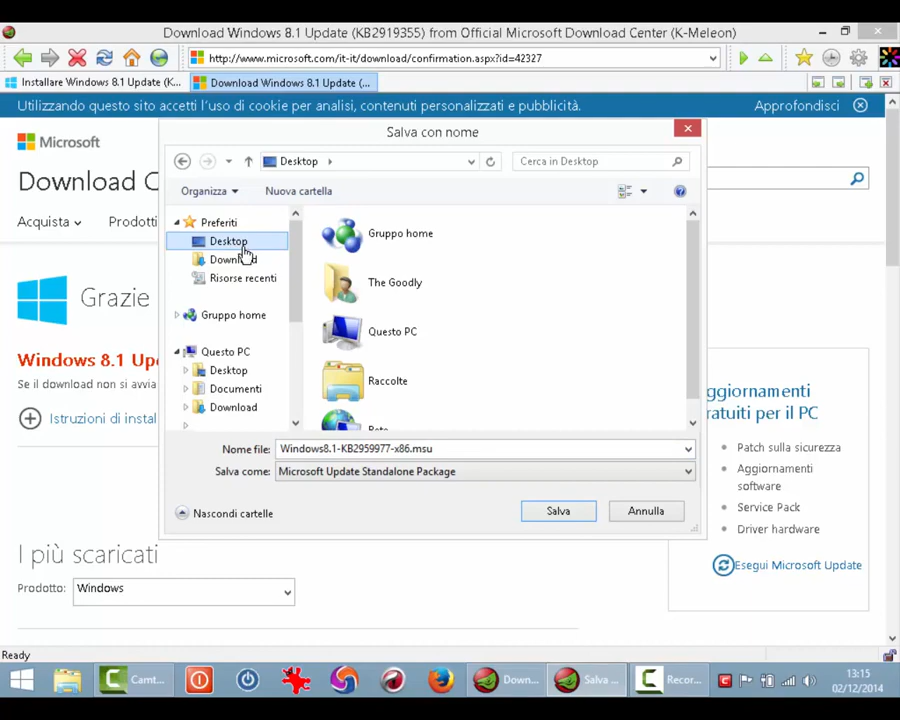 Download Windows 8.1 Update (KB2919355) from Official Microsoft Download Center (K-Meleon)
http://www.microsoft.com/it-it/download/confirmation.aspx?id=42327
Installare Windows 8.1 Update (K...
Download Windows 8.1 Update (...
Utilizzando questo sito accetti l'uso di cookie per analisi, contenuti personalizzati e pubblicità.
Approfondisci
Microsoft
Download C
Acquista
Prodotti
Grazie
Windows 8.1 Upd
Se il download non si avvia
Istruzioni di instal
I più scaricati
Prodotto:
Windows
Salva con nome
Desktop
Cerca in Desktop
Organizza
Nuova cartella
Preferiti
Desktop
Download
Risorse recenti
Gruppo home
Questo PC
Desktop
Documenti
Download
Gruppo home
The Goodly
Questo PC
Raccolte
Nome file:
Windows8.1-KB2959977-x86.msu
Salva come:
Microsoft Update Standalone Package
Nascondi cartelle
Salva
Annulla
ggiornamenti
ratuiti per il PC
Patch sulla sicurezza
Aggiornamenti
software
Service Pack
Driver hardware
Esegui Microsoft Update
Ready
Camt...
Down...
Salva ...
Recor...
13:15
02/12/2014